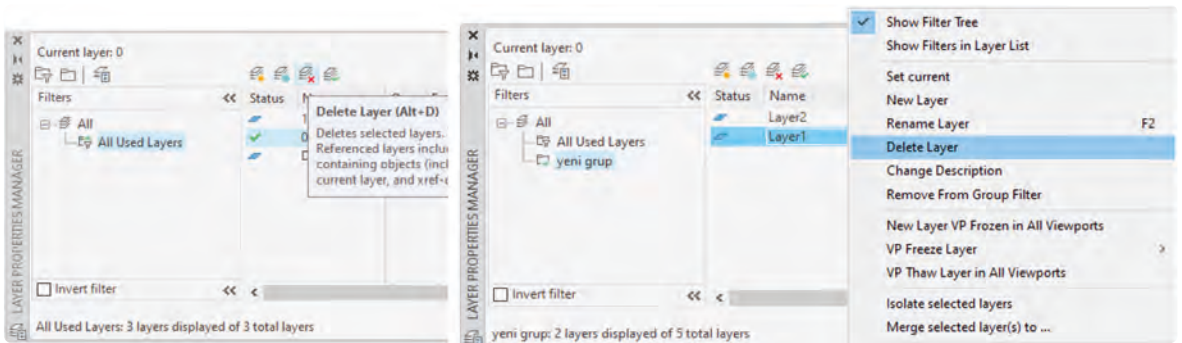 Current layer: 0
Filters
Status
All
All Used Layers
Delete Layer (Alt+D)
Deletes selected layers.
Referenced layers
containing objects
current layer, and
Invert filter
All Used Layers: 3 layers displayed of 3 total layers
LAYER PROPERTIES MANAGER
Current layer: 0
Filters
Status Name
All
All Used Layers
yeni grup
Layer2
Layer1
Invert filter
yeni grup: 2 layers displayed of 5 total layers
LAYER PROPERTIES MANAGER
Show Filter Tree
Show Filters in Layer List
Set current
New Layer
Rename Layer F2
Delete Layer
Change Description
Remove From Group Filter
New Layer VP Frozen in All Viewports
VP Freeze Layer
VP Thaw Layer in All Viewports
Isolate selected layers
Merge selected layer(s) to ...